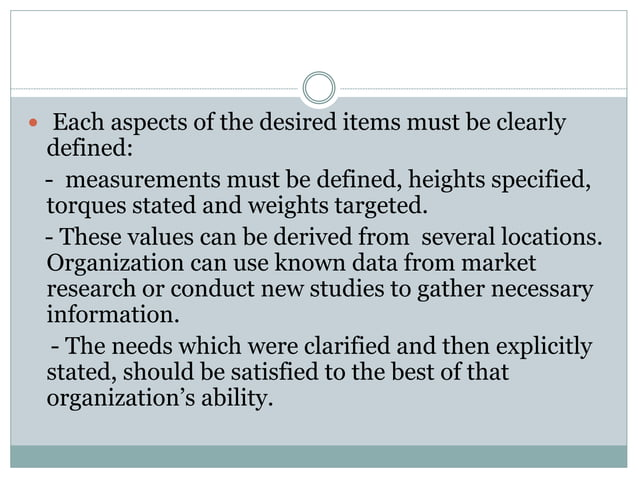 • Each aspects of the desired items must be clearly
defined:
- measurements must be defined, heights specified,
torques stated and weights targeted.
- These values can be derived from several locations.
Organization can use known data from market
research or conduct new studies to gather necessary
information.
- The needs which were clarified and then explicitly
stated, should be satisfied to the best of that
organization’s ability.